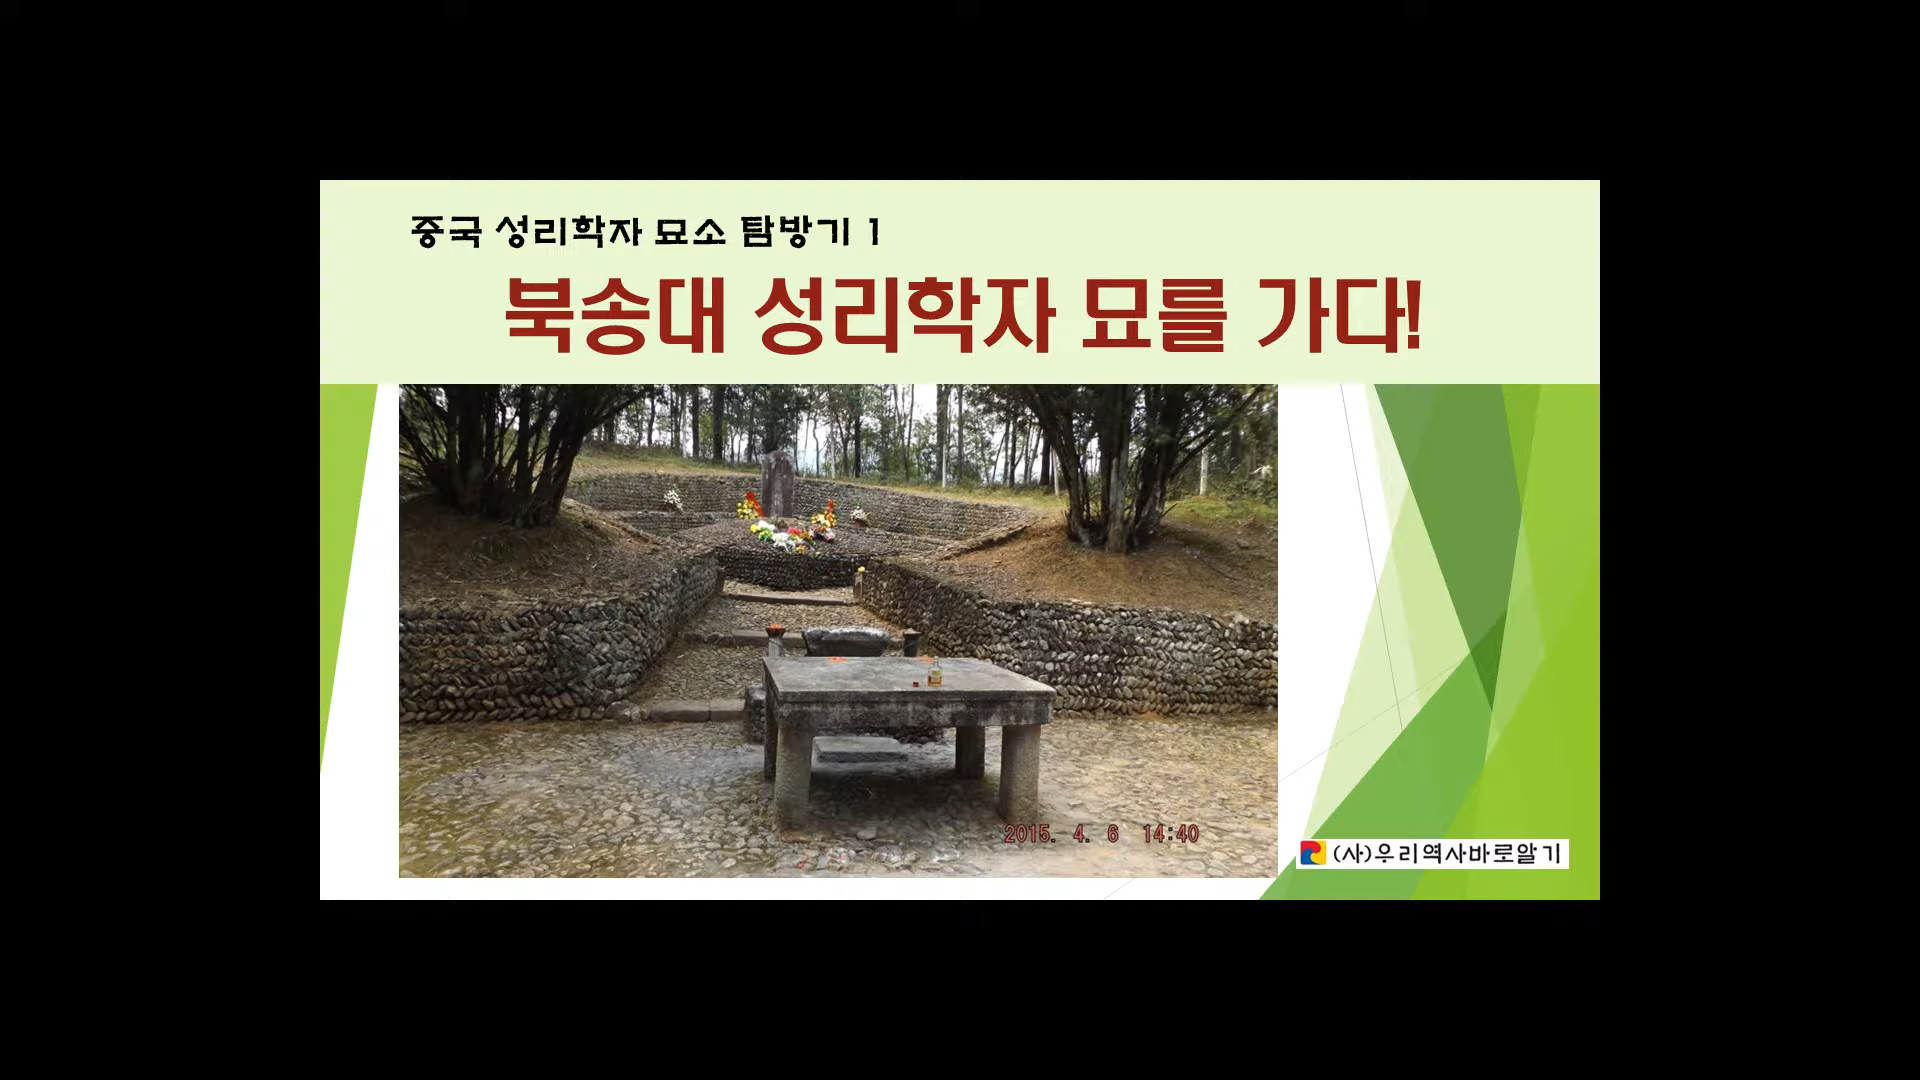 중국 성리학자 묘소 탐방기 1
북송대 성리학자 묘를 가다!
2015. 4. 6 14:40
(사)우리역사바로알기